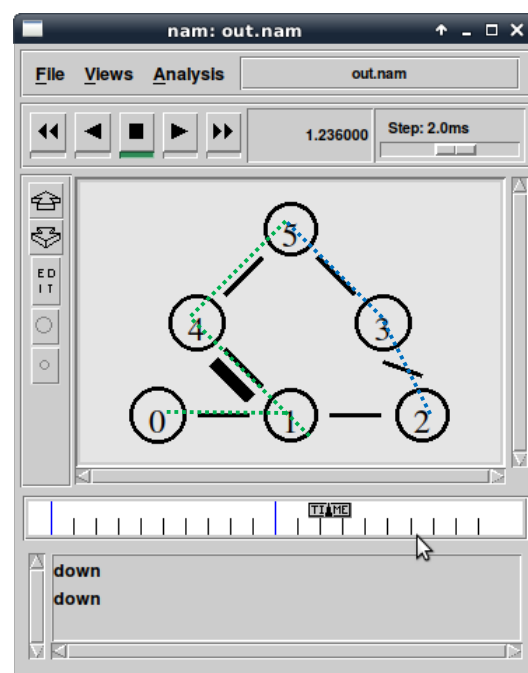 nam: out.nam
File Views Analysis out.nam
1.236000 Step: 2.0ms
ED
IT
5
4 3
0 1 2
TIME
down
down